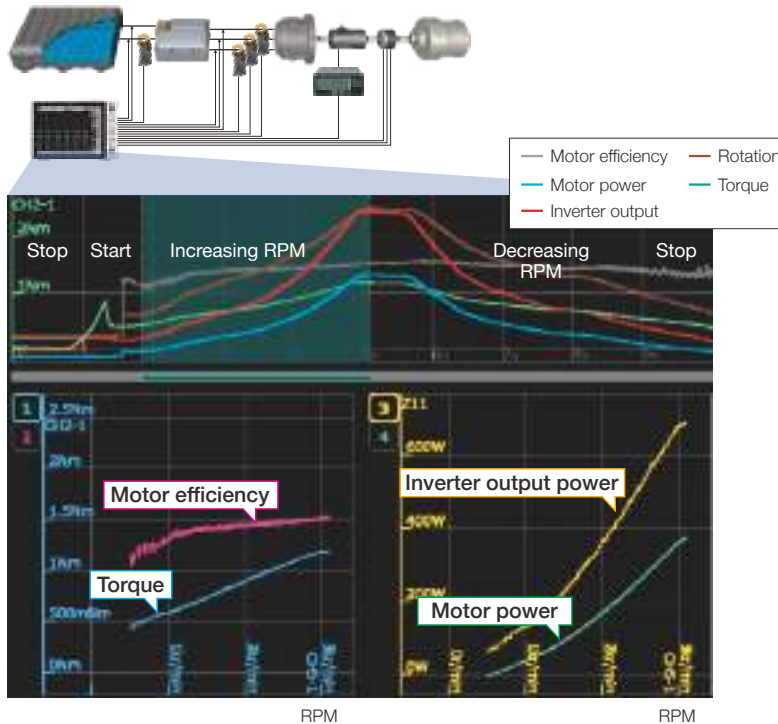 Motor efficiency
Rotation
Motor power
Torque
Inverter output
CH2-1
2Nm
Stop
Start
Increasing RPM
Decreasing
RPM
Stop
1Nm
1
2
2.5Nm
CH2-1
2Nm
1.5Nm
1Nm
500mNm
0Nm
Motor efficiency
Torque
3
4
Z11
600W
400W
200W
0W
Inverter output power
Motor power
RPM
RPM